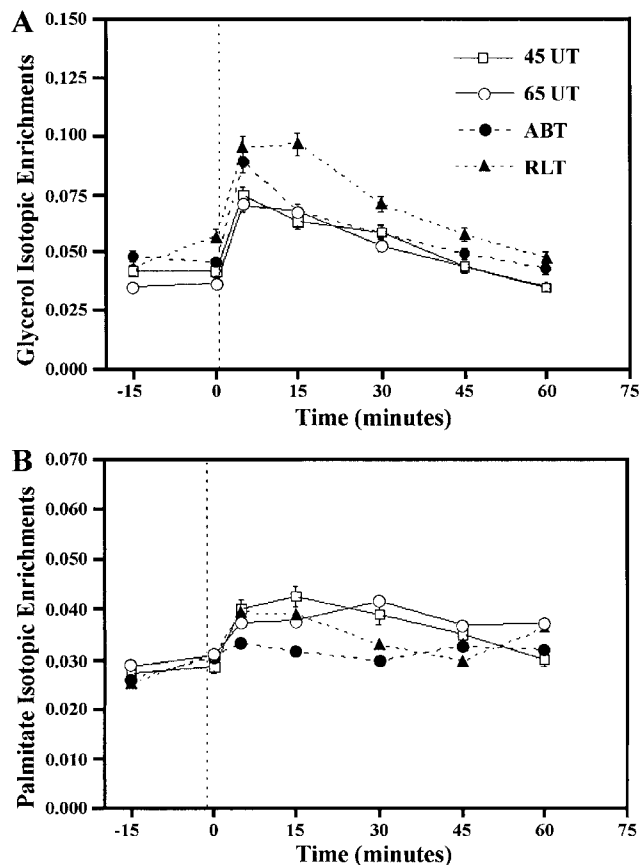 A
0.150
0.125
0.100
0.075
0.050
0.025
0.000
Glycerol Isotopic Enrichments
45 UT
65 UT
ABT
RLT
-15 0 15 30 45 60 75
Time (minutes)
B
0.070
0.060
0.050
0.040
0.030
0.020
0.010
0.000
Palmitate Isotopic Enrichments
-15 0 15 30 45 60 75
Time (minutes)